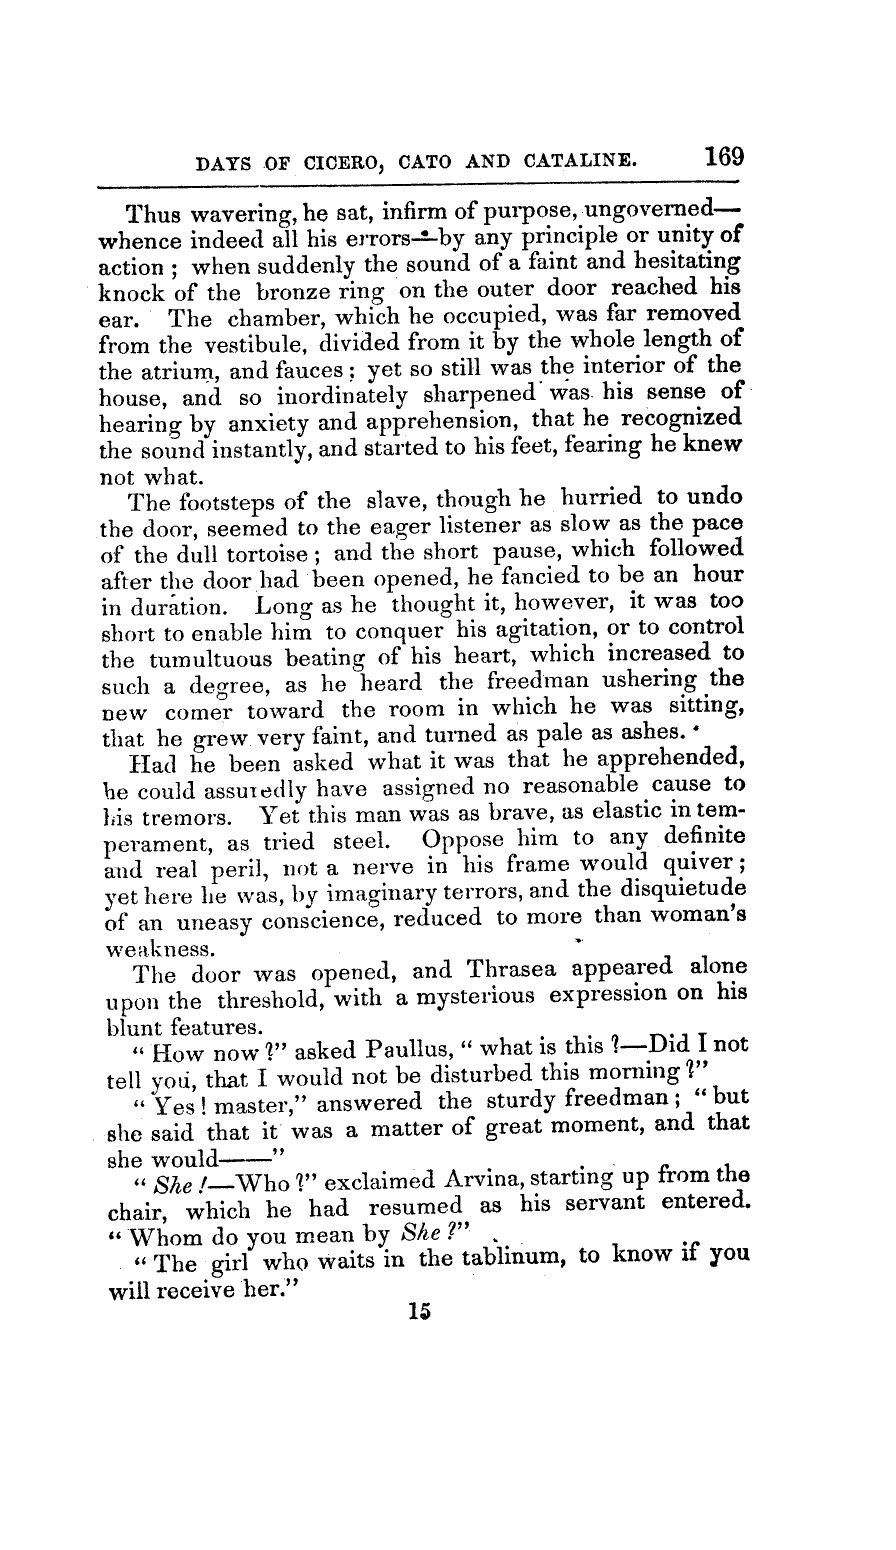 DAYS OF CICERO, CATO AND CATALINE. 169
Thus wavering, he sat, infirm of purpose, ungoverned—
whence indeed all his errors—by any principle or unity of
action ; when suddenly the sound of a faint and hesitating
knock of the bronze ring on the outer door reached his
ear. The chamber, which he occupied, was far removed
from the vestibule, divided from it by the whole length of
the atrium, and fauces ; yet so still was the interior of the
house, and so inordinately sharpened was his sense of
hearing by anxiety and apprehension, that he recognized
the sound instantly, and started to his feet, fearing he knew
not what.
The footsteps of the slave, though he hurried to undo
the door, seemed to the eager listener as slow as the pace
of the dull tortoise ; and the short pause, which followed
after the door had been opened, he fancied to be an hour
in duration. Long as he thought it, however, it was too
short to enable him to conquer his agitation, or to control
the tumultuous beating of his heart, which increased to
such a degree, as he heard the freedman ushering the
new comer toward the room in which he was sitting,
that he grew very faint, and turned as pale as ashes.
Had he been asked what it was that he apprehended,
he could assuredly have assigned no reasonable cause to
his tremors. Yet this man was as brave, as elastic in tem-
perament, as tried steel. Oppose him to any definite
and real peril, not a nerve in his frame would quiver ;
yet here he was, by imaginary terrors, and the disquietude
of an uneasy conscience, reduced to more than woman's
weakness.
The door was opened, and Thrasea appeared alone
upon the threshold, with a mysterious expression on his
blunt features.
“ How now ?” asked Paullus, “ what is this ?—Did I not
tell you, that I would not be disturbed this morning ?”
“ Yes ! master,” answered the sturdy freedman ; “ but
she said that it was a matter of great moment, and that
she would——”
“ She !—Who ?” exclaimed Arvina, starting up from the
chair, which he had resumed as his servant entered.
“ Whom do you mean by She ?”
“ The girl who waits in the tablinum, to know if you
will receive her.”
15